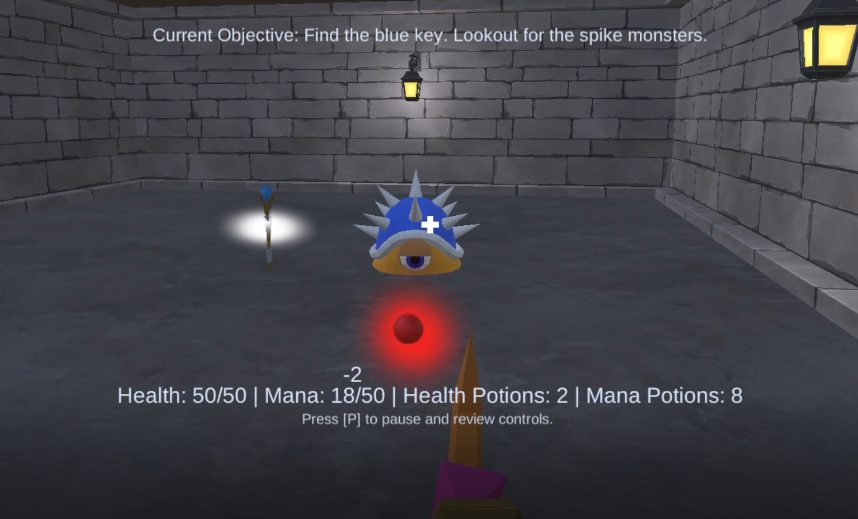 Current Objective: Find the blue key. Lookout for the spike monsters.
-2
Health: 50/50 | Mana: 18/50 | Health Potions: 2 | Mana Potions: 8
Press [P] to pause and review controls.